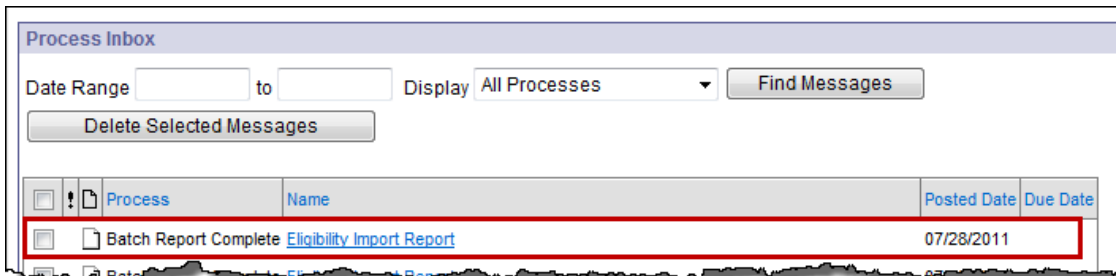 Process Inbox
Date Range to Display All Processes Find Messages
Delete Selected Messages
! Process Name Posted Date Due Date
Batch Report Complete Eligibility Import Report 07/28/2011